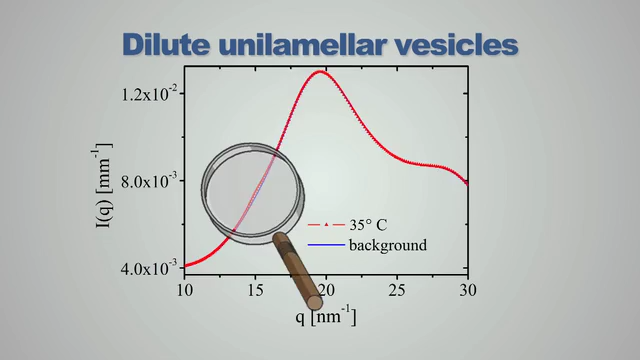 Dilute unilamellar vesicles
1.2x10⁻²
8.0x10⁻³
4.0x10⁻³
I(q) [mm⁻¹]
35° C
background
10 15 20 25 30
q [nm⁻¹]